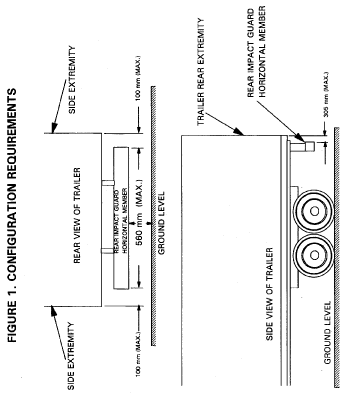 FIGURE 1. CONFIGURATION REQUIREMENTS
SIDE EXTREMITY
SIDE EXTREMITY
REAR VIEW OF TRAILER
100 mm (MAX.)
100 mm (MAX.)
REAR IMPACT GUARD
HORIZONTAL MEMBER
560 mm (MAX.)
GROUND LEVEL
TRAILER REAR EXTREMITY
REAR IMPACT GUARD
HORIZONTAL MEMBER
305 mm (MAX.)
SIDE VIEW OF TRAILER
GROUND LEVEL